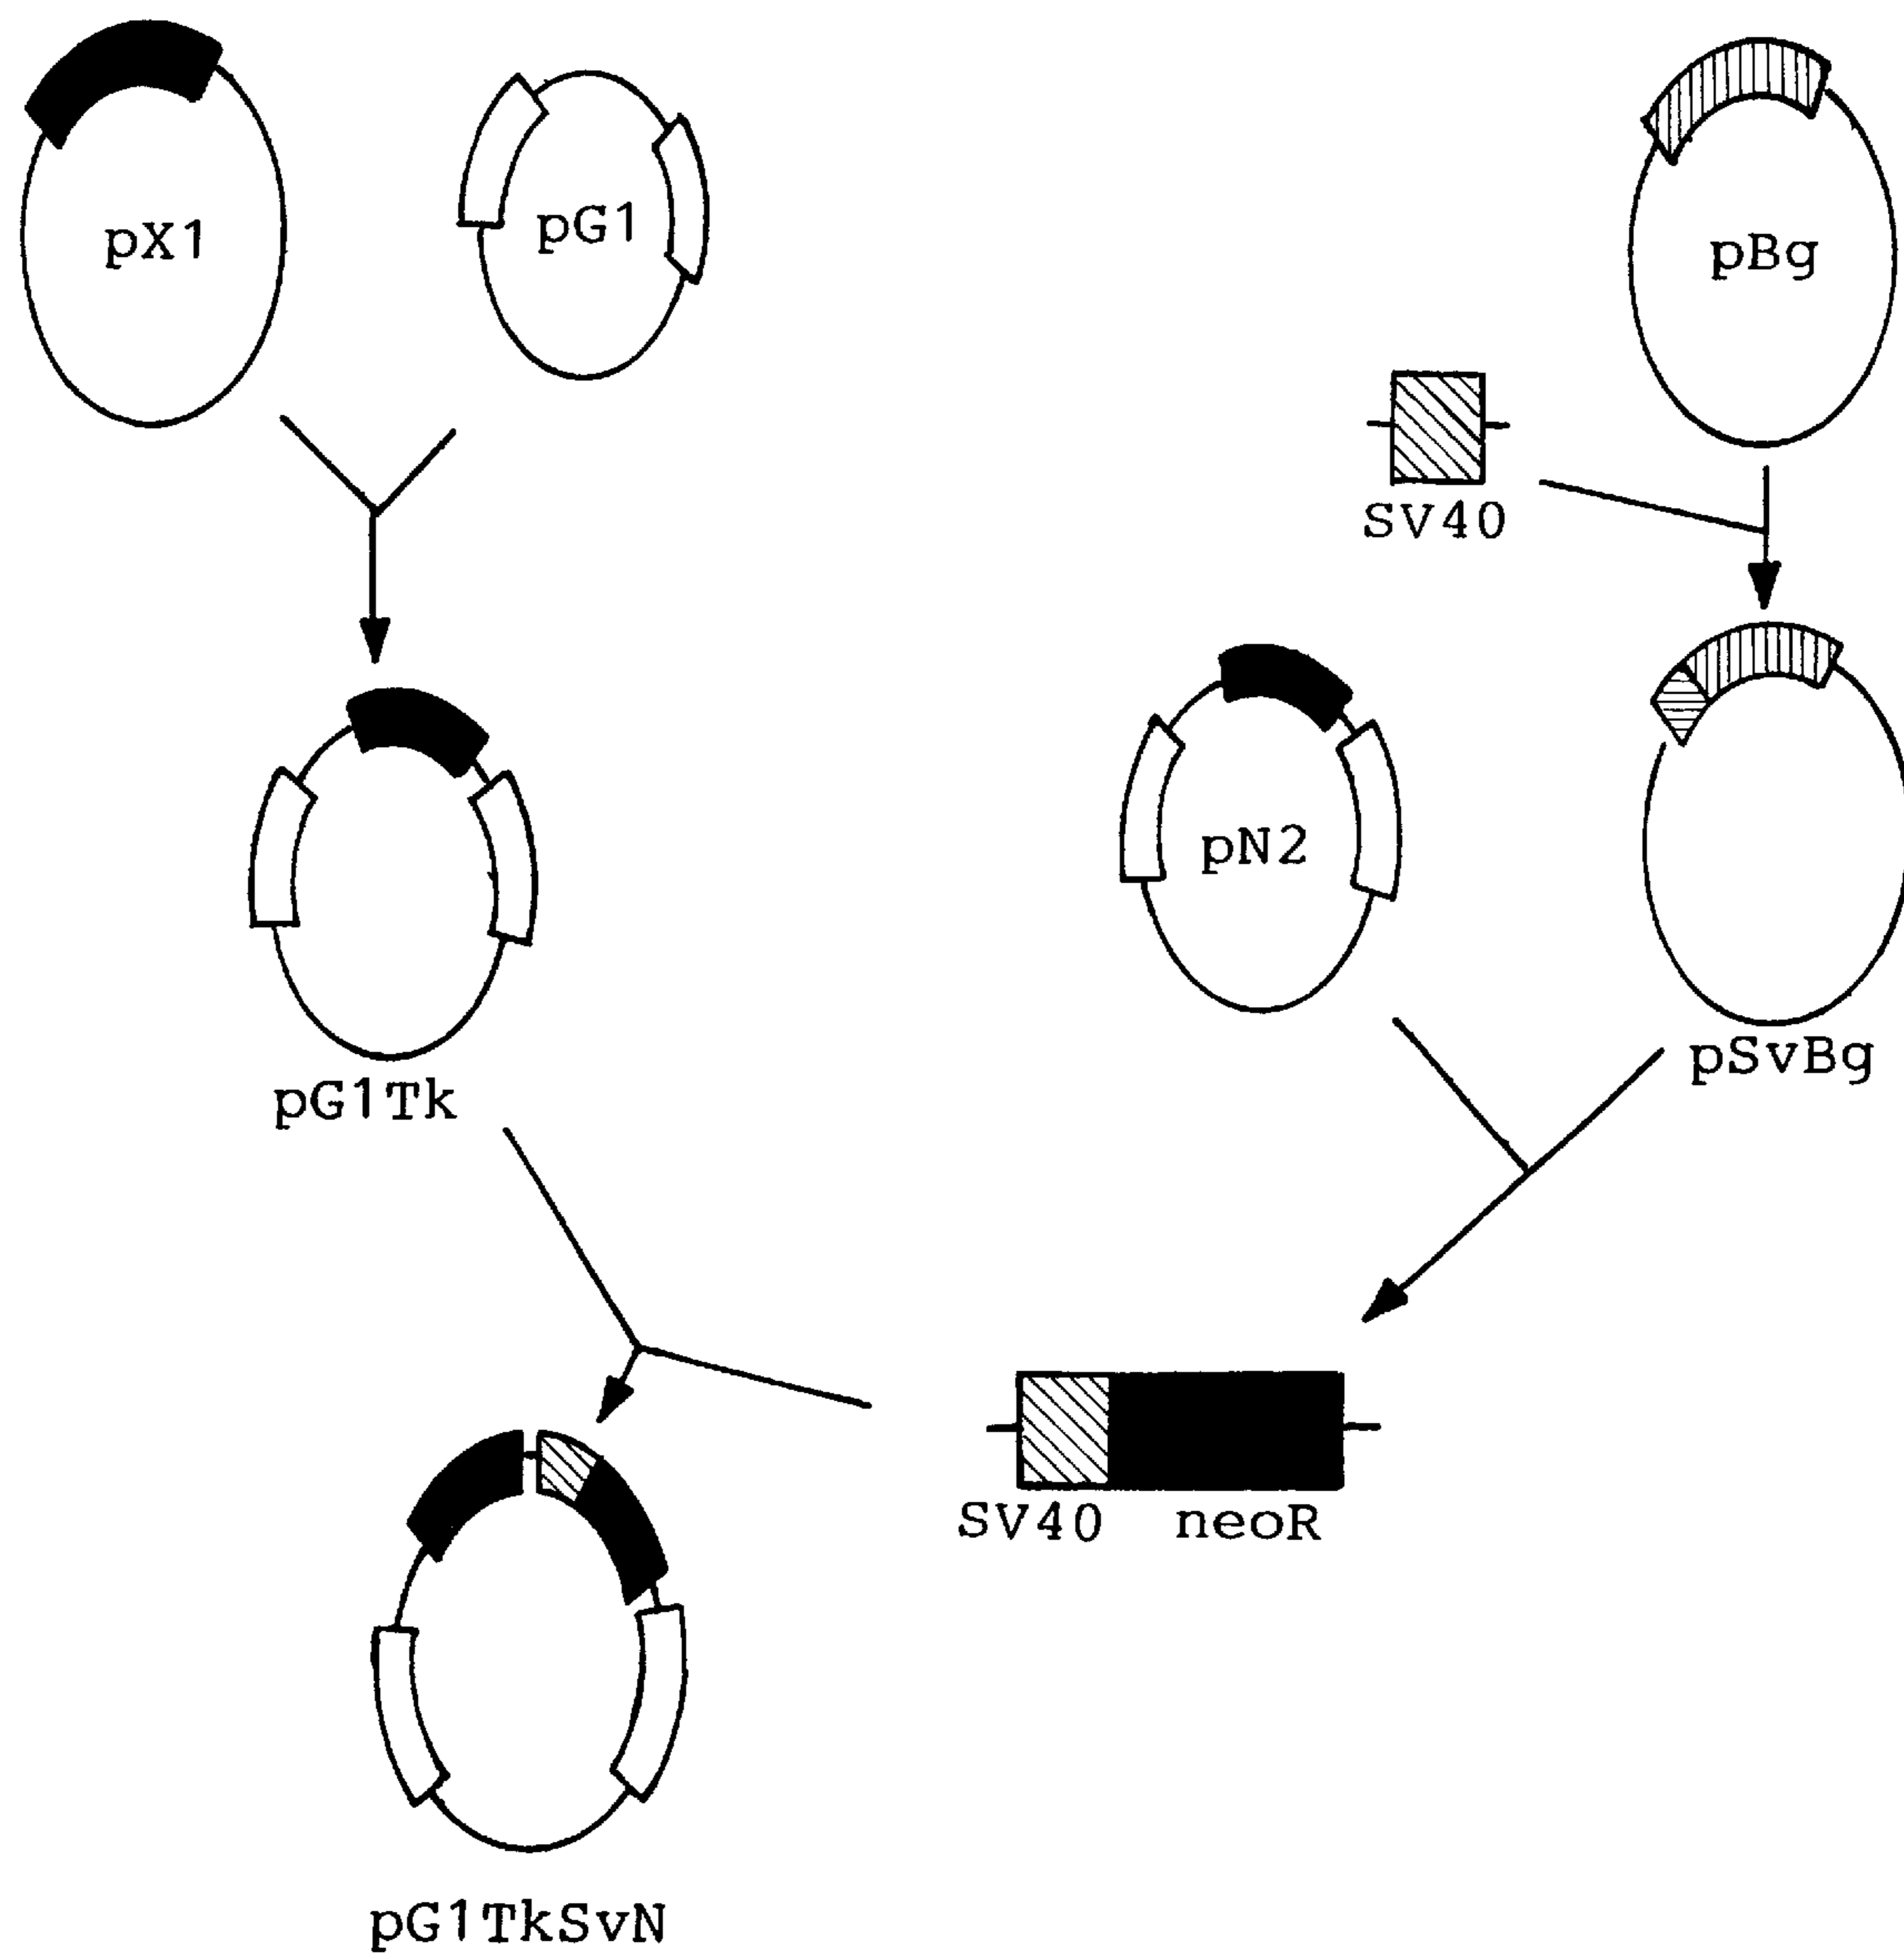 pX1
pG1
pBg
SV40
pN2
pSvBg
pG1Tk
SV40 neoR
pG1TkSvN